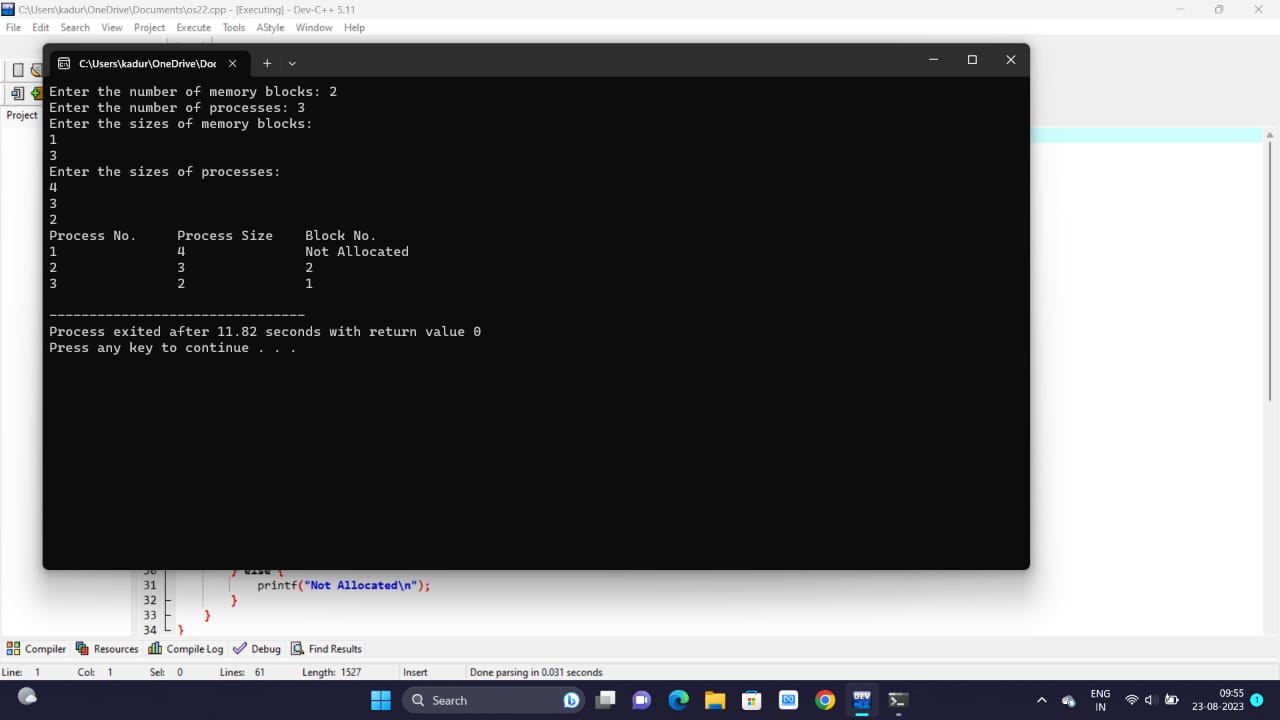 C:\Users\kadur\OneDrive\Documents\os22.cpp - [Executing] - Dev-C++ 5.11
File Edit Search View Project Execute Tools AStyle Window Help
C:\Users\kadur\OneDrive\Doc
Project
Enter the number of memory blocks: 2
Enter the number of processes: 3
Enter the sizes of memory blocks:
1
3
Enter the sizes of processes:
4
3
2
Process No. Process Size Block No.
1 4 Not Allocated
2 3 2
3 2 1
--------------------------------
Process exited after 11.82 seconds with return value 0
Press any key to continue . . .
30 } else {
31 printf("Not Allocated\n");
32 }
33 }
34 }
Compiler Resources Compile Log Debug Find Results
Line: 1 Col: 1 Sel: 0 Lines: 61 Length: 1527 Insert Done parsing in 0.031 seconds
Search DEV C++ ENG 09:55
IN 23-08-2023 1